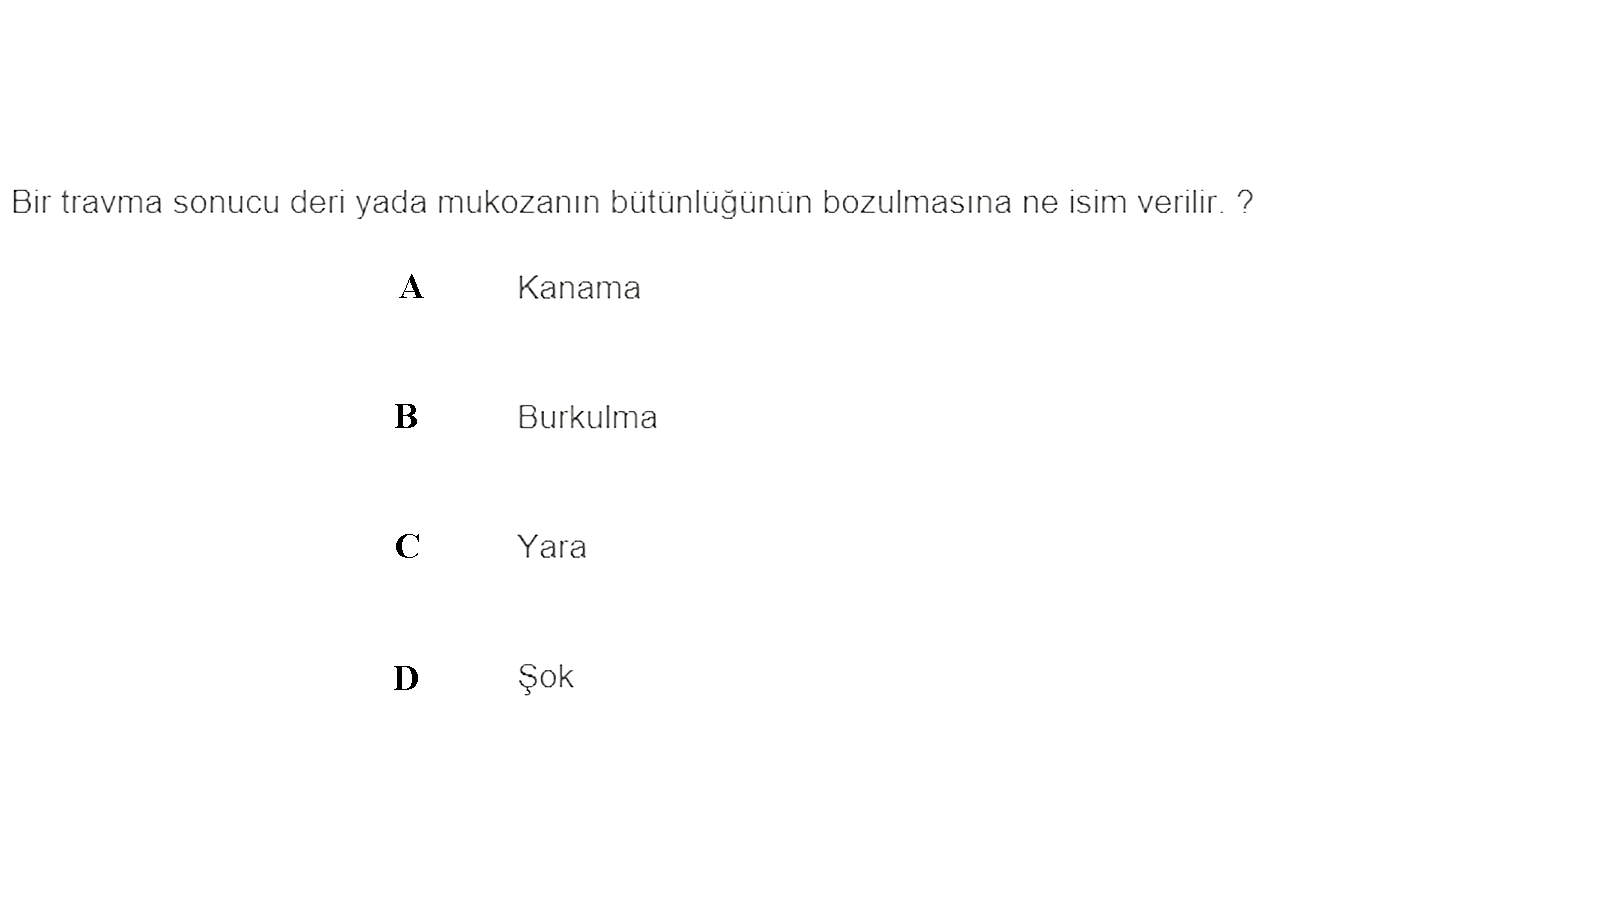 Bir travma sonucu deri yada mukozanın bütünlüğünün bozulmasına ne isim verilir. ?
A Kanama
B Burkulma
C Yara
D Şok